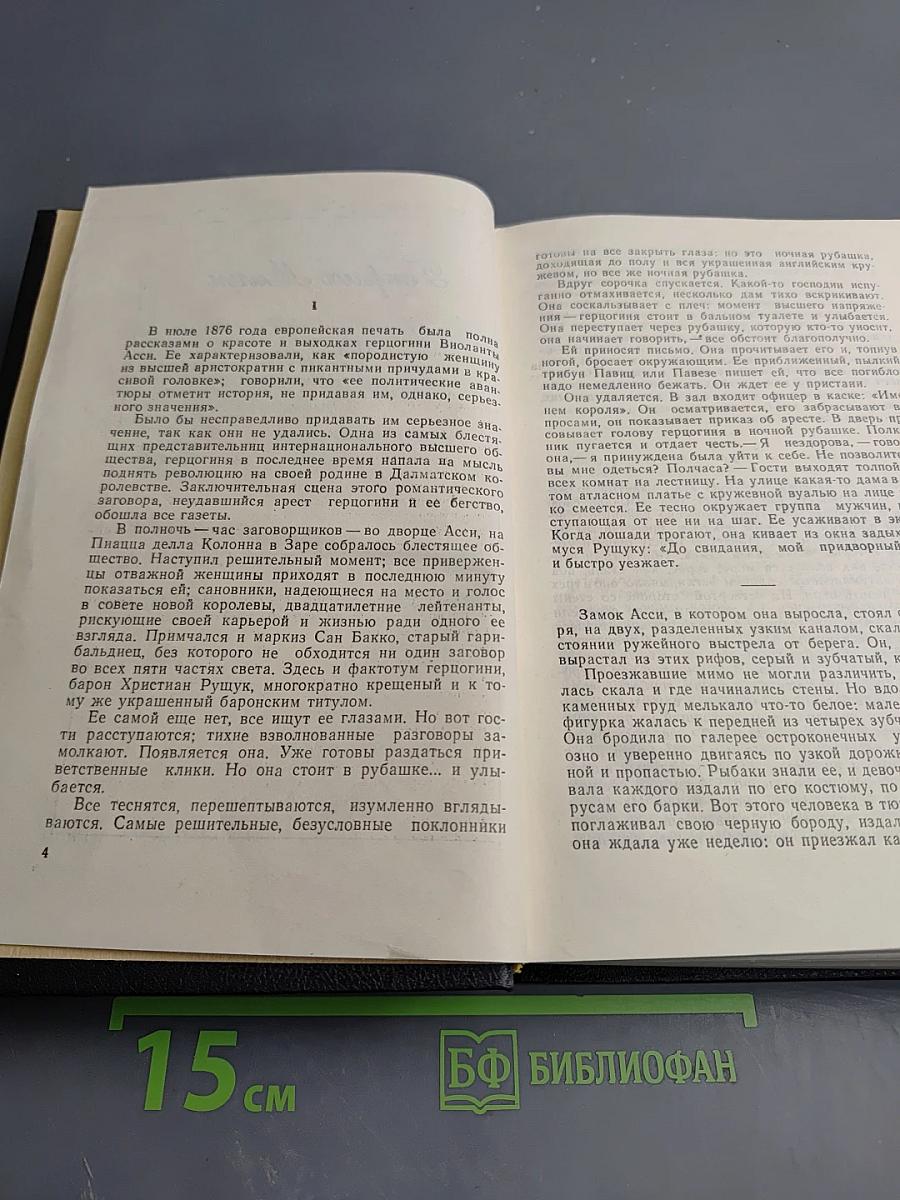 I
В июле 1876 года европейская печать была полна
рассказами о красоте и выходках герцогини Виоланты
Асси. Ее характеризовали, как «породистую женщину
из высшей аристократии с пикантными причудами в кра-
сивой головке»; говорили, что «ее политические аван-
тюры отметит история, не придавая им, однако, серьез-
ного значения».
Было бы несправедливо придавать им серьезное зна-
чение, так как они не удались. Одна из самых блестя-
щих представительниц интернационального высшего об-
щества, герцогиня в последнее время напала на мысль
поднять революцию на своей родине в Далматском ко-
ролевстве. Заключительная сцена этого романтического
заговора, неудавшийся арест герцогини и ее бегство,
обошла все газеты.
В полночь — час заговорщиков — во дворце Асси, на
Пиацца делла Колонна в Заре собралось блестящее об-
щество. Наступил решительный момент; все привержен-
цы отважной женщины приходят в последнюю минуту
показаться ей; сановники, надеющиеся на место и голос
в совете новой королевы, двадцатилетние лейтенанты,
рискующие своей карьерой и жизнью ради одного ее
взгляда. Примчался и маркиз Сан Бакко, старый гари-
бальдиец, без которого не обходится ни один заговор
во всех пяти частях света. Здесь и фактотум герцогини,
барон Христиан Рущук, многократно крещеный и к то-
му же украшенный баронским титулом.
Ее самой еще нет, все ищут ее глазами. Но вот гос-
ти расступаются; тихие взволнованные разговоры за-
молкают. Появляется она. Уже готовы раздаться при-
ветственные клики. Но она стоит в рубашке... и улы-
бается.
Все теснятся, перешептываются, изумленно вгляды-
ваются. Самые решительные, безусловные поклонники
4
готовы на все закрыть глаза: но это ночная рубашка,
доходящая до полу и вся украшенная английским кру-
жевом, но все же ночная рубашка.
Вдруг сорочка спускается. Какой-то господин испу-
ганно отмахивается, несколько дам тихо вскрикивают.
Она соскальзывает с плеч: момент высшего напряже-
ния — герцогиня стоит в бальном туалете и улыбается.
Она переступает через рубашку, которую кто-то уносит,
она начинает говорить, — все обстоит благополучно.
Ей приносят письмо. Она прочитывает его и, топнув
ногой, бросает окружающим. Ее приближенный, пылкий
трибун Павиц или Павезе пишет ей, что все погибло
надо немедленно бежать. Он ждет ее у пристани.
Она удаляется. В зал входит офицер в каске: «Име
нем короля». Он осматривается, его забрасывают в
просами, он показывает приказ об аресте. В дверь пр
совывает голову герцогиня в ночной рубашке. Полк
ник пугается и отдает честь.— Я нездорова, — гово
она,— я принуждена была уйти к себе. Не позволите
вы мне одеться? Полчаса? — Гости выходят толпой
всех комнат на лестницу. На улице какая-то дама в
том атласном платье с кружевной вуалью на лице
ко смеется. Ее тесно окружает группа мужчин,
ступающая от нее ни на шаг. Ее усаживают в эк
Когда лошади трогают, она кивает из окна задых
муся Рущуку: «До свидания, мой придворный
и быстро уезжает.
Замок Асси, в котором она выросла, стоял
ря, на двух, разделенных узким каналом, скал
стоянии ружейного выстрела от берега. Он,
вырастал из этих рифов, серый и зубчатый, к
Проезжавшие мимо не могли различить,
лась скала и где начинались стены. Но вдо
каменных груд мелькало что-то белое: мале
фигурка жалась к передней из четырех зубч
Она бродила по галерее остроконечных у
озно и уверенно двигаясь по узкой дорожк
ной и пропастью. Рыбаки знали ее, и девоч
вала каждого издали по его костюму, по
русам его барки. Вот этого человека в тю
поглаживал свою черную бороду, издал
она ждала уже неделю: он приезжал ка
15 см
БФ БИБЛИОФАН